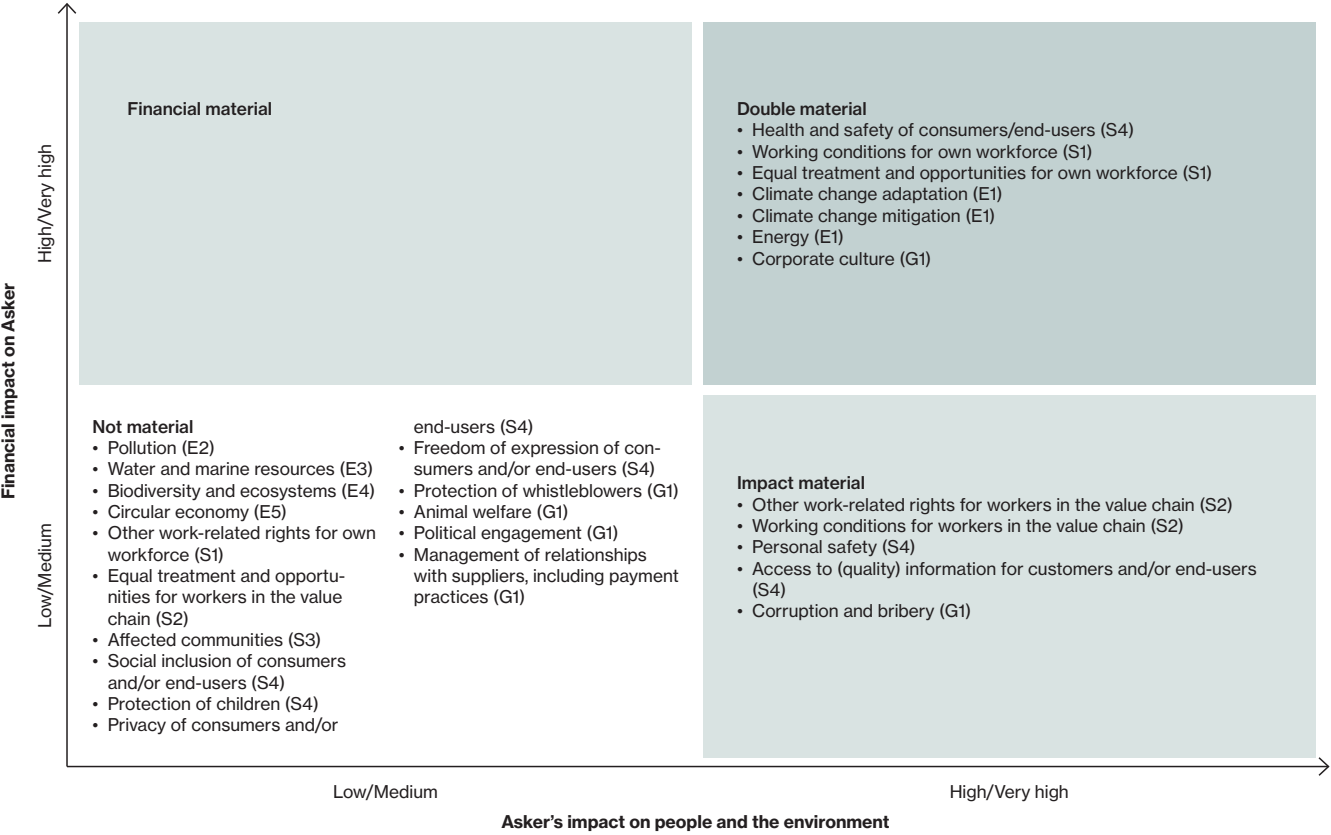 Financial impact on Asker
High/Very high
Low/Medium
Financial material
Double material
• Health and safety of consumers/end-users (S4)
• Working conditions for own workforce (S1)
• Equal treatment and opportunities for own workforce (S1)
• Climate change adaptation (E1)
• Climate change mitigation (E1)
• Energy (E1)
• Corporate culture (G1)
Not material
• Pollution (E2)
• Water and marine resources (E3)
• Biodiversity and ecosystems (E4)
• Circular economy (E5)
• Other work-related rights for own
workforce (S1)
• Equal treatment and opportu-
nities for workers in the value
chain (S2)
• Affected communities (S3)
• Social inclusion of consumers
and/or end-users (S4)
• Protection of children (S4)
• Privacy of consumers and/or
end-users (S4)
• Freedom of expression of con-
sumers and/or end-users (S4)
• Protection of whistleblowers (G1)
• Animal welfare (G1)
• Political engagement (G1)
• Management of relationships
with suppliers, including payment
practices (G1)
Impact material
• Other work-related rights for workers in the value chain (S2)
• Working conditions for workers in the value chain (S2)
• Personal safety (S4)
• Access to (quality) information for customers and/or end-users
(S4)
• Corruption and bribery (G1)
Low/Medium
High/Very high
Asker's impact on people and the environment